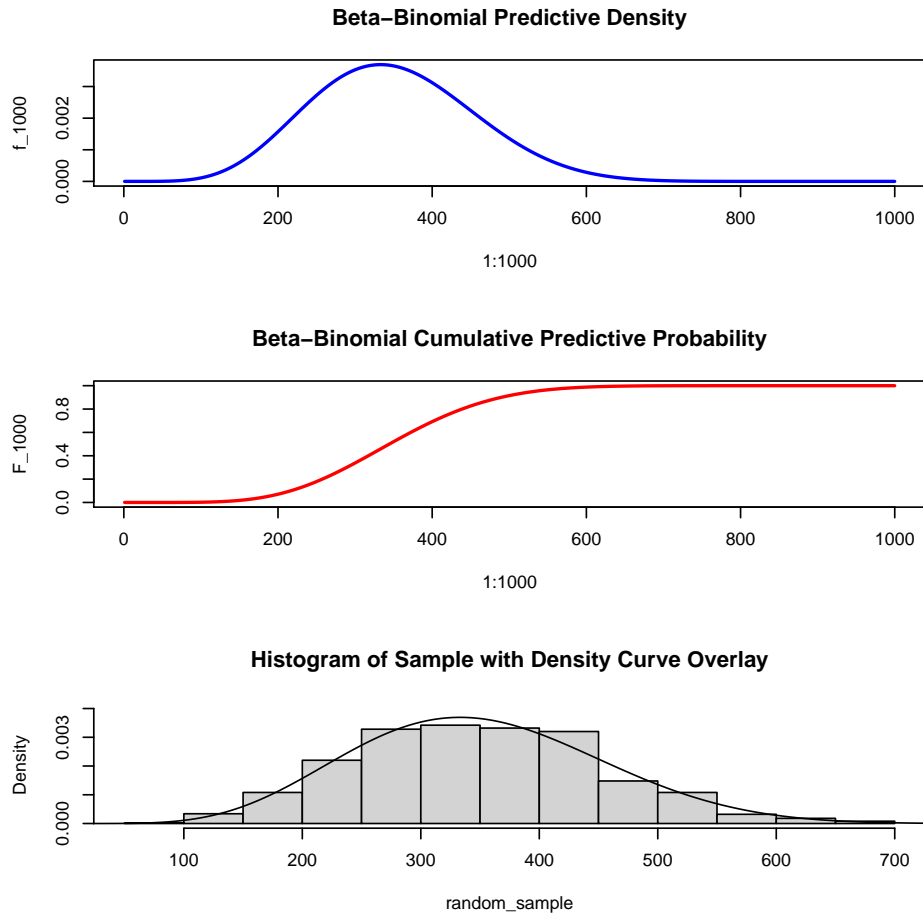 Beta−Binomial Predictive Density
f_1000
0.000
0.002
0 200 400 600 800 1000
1:1000
Beta−Binomial Cumulative Predictive Probability
F_1000
0.0
0.4
0.8
0 200 400 600 800 1000
1:1000
Histogram of Sample with Density Curve Overlay
Density
0.000
0.003
100 200 300 400 500 600 700
random_sample